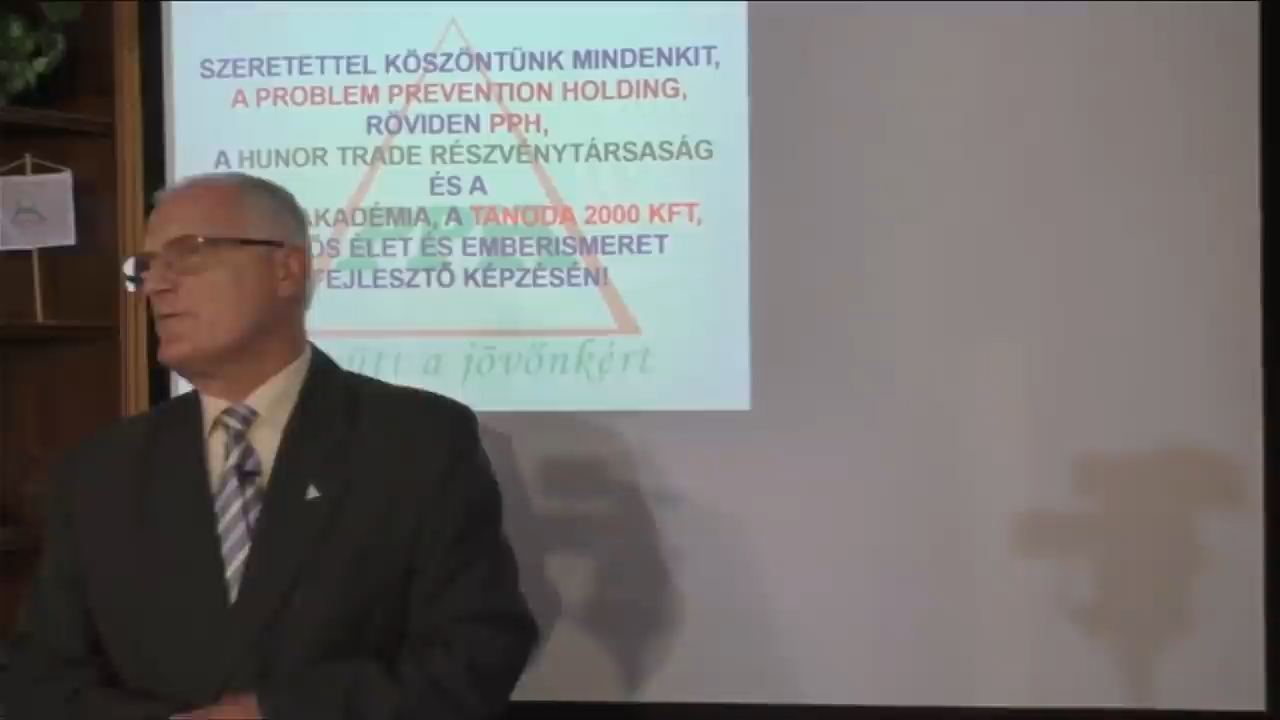 SZERETETTEL KÖSZÖNTÜNK MINDENKIT,
A PROBLEM PREVENTION HOLDING,
RÖVIDEN PPH,
A HUNOR TRADE RÉSZVÉNYTÁRSASÁG
ÉS A
AKADÉMIA, A TANODA 2000 KFT,
ÉLET ÉS EMBERISMERET
FEJLESZTŐ KÉPZÉSÉN!
a jövőnkért